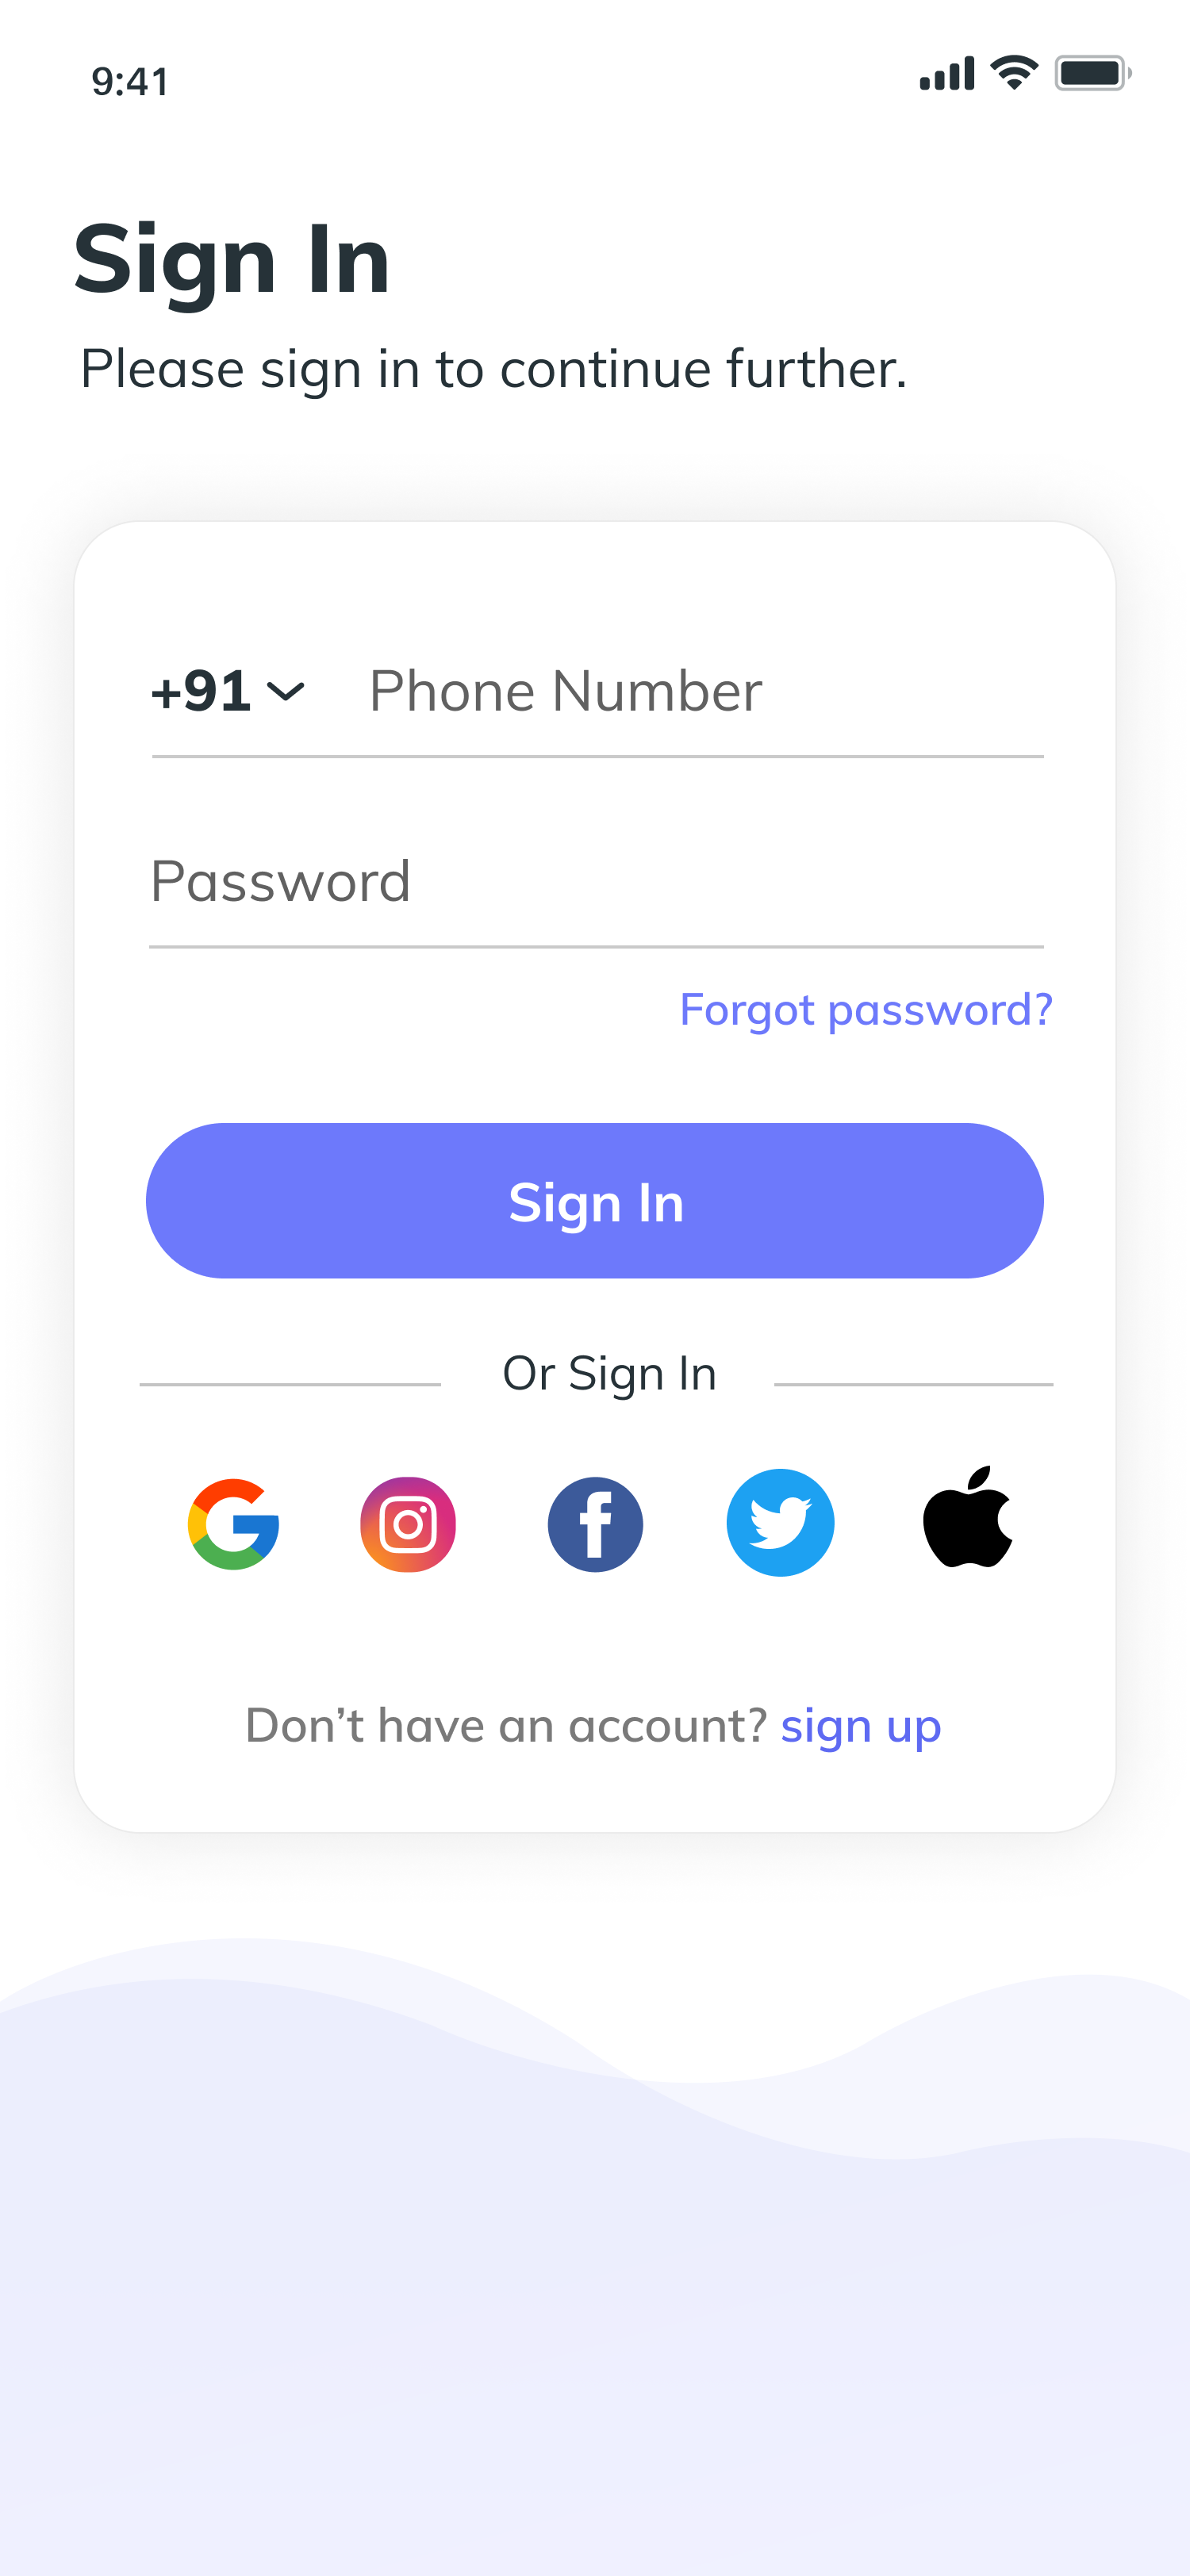 9:41
Sign In
Please sign in to continue further.
+91 Phone Number
Password
Forgot password?
Sign In
Or Sign In
Don’t have an account? sign up